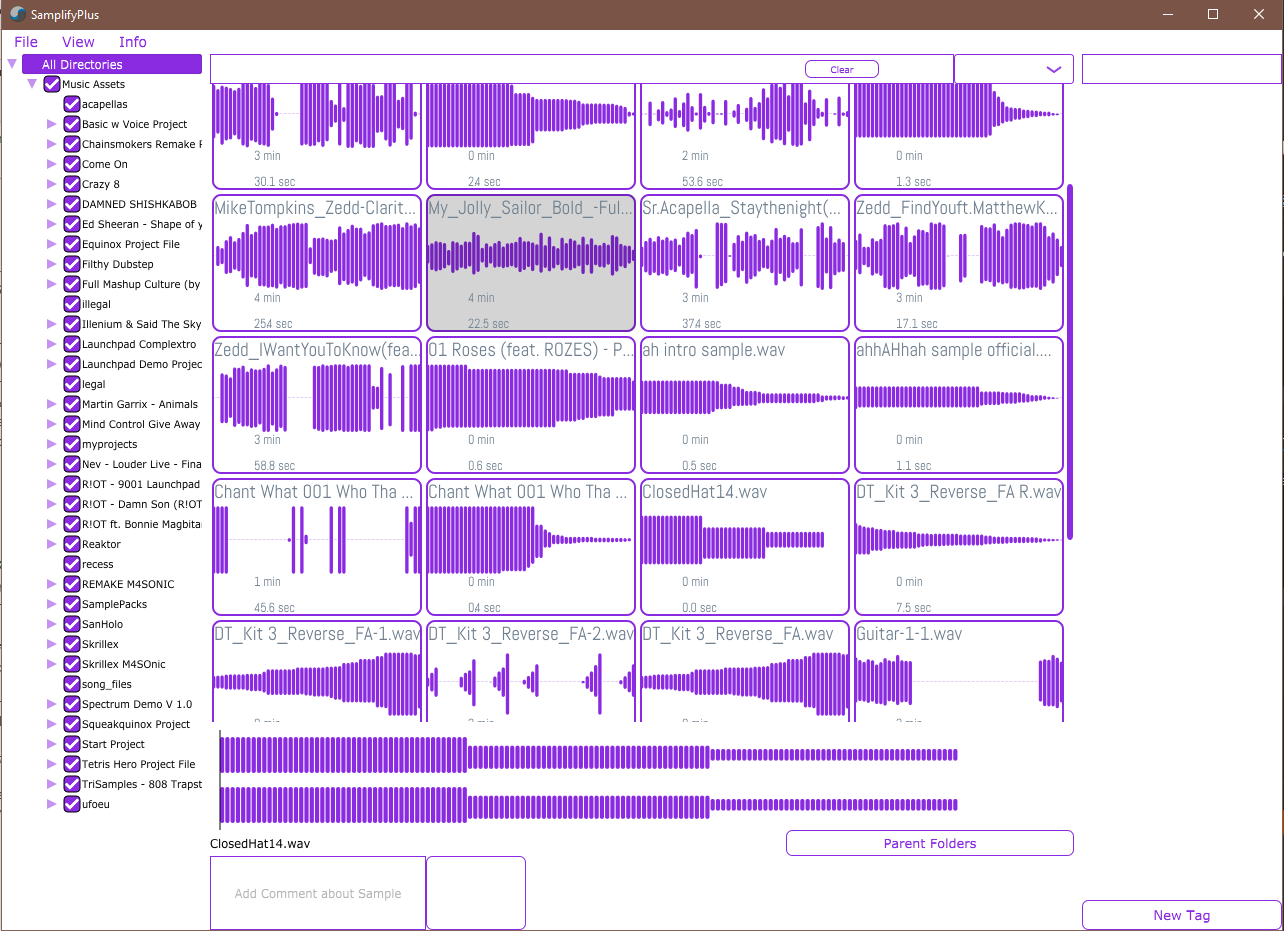 SamplifyPlus
File View Info
All Directories
Music Assets
acapellas
Basic w Voice Project
Chainsmokers Remake F
Come On
Crazy 8
DAMNED SHISHKABOB
Ed Sheeran - Shape of y
Equinox Project File
Filthy Dubstep
Full Mashup Culture (by
illegal
Illenium & Said The Sky
Launchpad Complextro
Launchpad Demo Projec
legal
Martin Garrix - Animals
Mind Control Give Away
myprojects
Nev - Louder Live - Fina
R!OT - 9001 Launchpad
R!OT - Damn Son (R!OT
R!OT ft. Bonnie Magbitar
Reaktor
recess
REMAKE M4SONIC
SamplePacks
SanHolo
Skrillex
Skrillex M4SOnic
song_files
Spectrum Demo V 1.0
Squeakquinox Project
Start Project
Tetris Hero Project File
TriSamples - 808 Trapst
ufoeu
Clear
3 min 0 min 2 min 0 min
30.1 sec 2.4 sec 53.6 sec 1.3 sec
MikeTompkins_Zedd-Clarit... My_Jolly_Sailor_Bold_-Ful... Sr.Acapella_Staythenight(... Zedd_FindYouft.MatthewK...
4 min 4 min 3 min 3 min
25.4 sec 22.5 sec 37.4 sec 17.1 sec
Zedd_IWantYouToKnow(fea... 01 Roses (feat. ROZES) - P... ah intro sample.wav ahhAHhah sample official....
3 min 0 min 0 min 0 min
58.8 sec 0.6 sec 0.5 sec 1.1 sec
Chant What 001 Who Tha ... Chant What 001 Who Tha ... ClosedHat14.wav DT_Kit 3_Reverse_FA R.wav
1 min 0 min 0 min 0 min
45.6 sec 0.4 sec 0.0 sec 7.5 sec
DT_Kit 3_Reverse_FA-1.wav DT_Kit 3_Reverse_FA-2.wav DT_Kit 3_Reverse_FA.wav Guitar-1-1.wav
ClosedHat14.wav
Parent Folders
Add Comment about Sample
New Tag